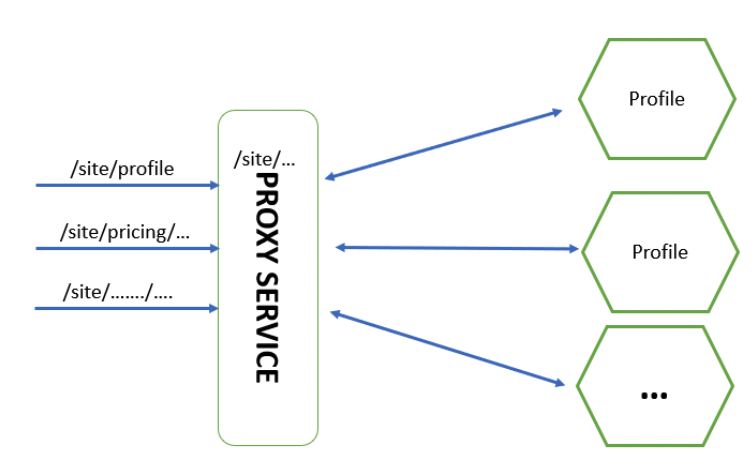 /site/profile
/site/pricing/...
/site/......./....
/site/...
PROXY SERVICE
Profile
Profile
...